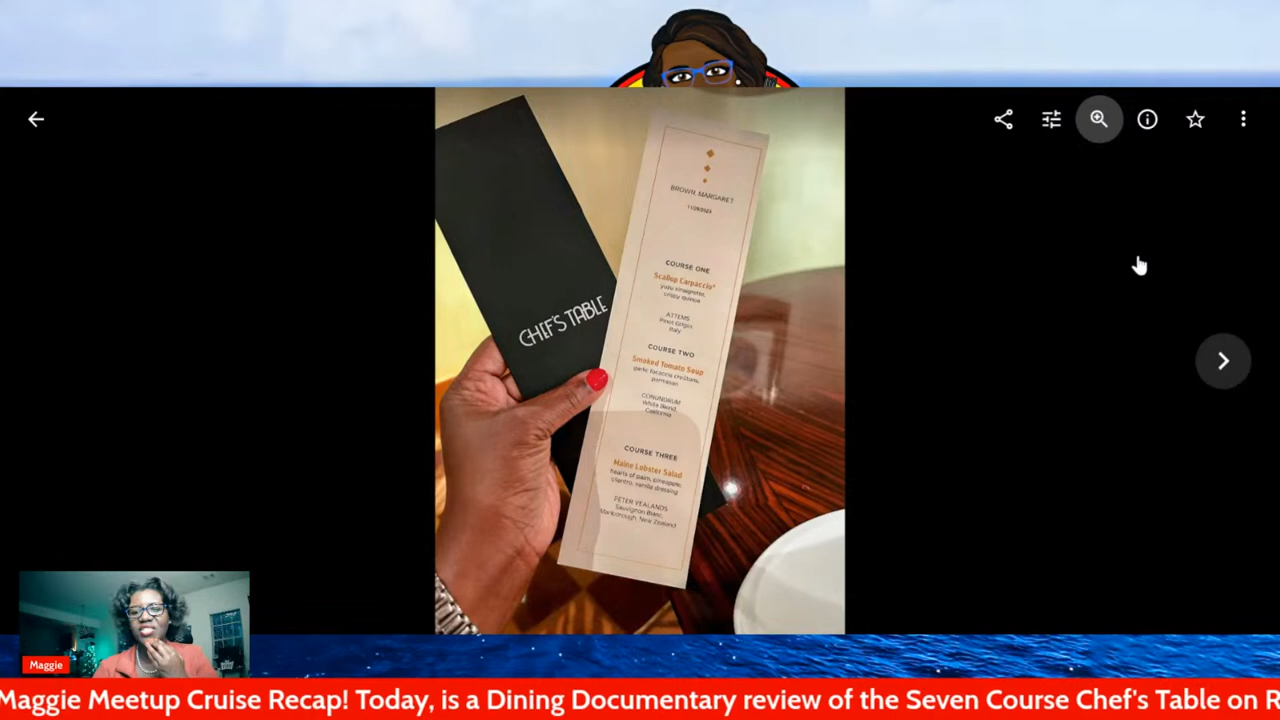 BROWN, MARGARET
COURSE ONE
Scallop Carpaccio*
yuzu vinaigrette,
crispy quinoa
ATTEMS
Pinot Grigio
Italy
COURSE TWO
Smoked Tomato Soup
garlic focaccia croutons,
parmesan
CONUNDRUM
White Blend,
California
COURSE THREE
Maine Lobster Salad
hearts of palm, pineapple,
cilantro, vanilla dressing
PETER YEALANDS
Sauvignon Blanc,
Marlborough, New Zealand
CHEF'S TABLE
Maggie
Maggie Meetup Cruise Recap! Today, is a Dining Documentary review of the Seven Course Chef's Table on R